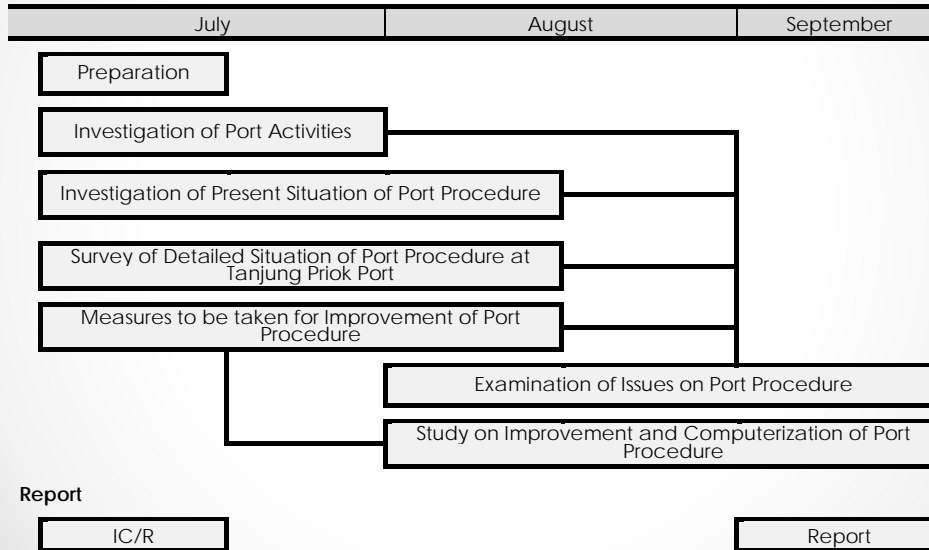 July August September
Preparation
Investigation of Port Activities
Investigation of Present Situation of Port Procedure
Survey of Detailed Situation of Port Procedure at
Tanjung Priok Port
Measures to be taken for Improvement of Port
Procedure
Examination of Issues on Port Procedure
Study on Improvement and Computerization of Port
Procedure
Report
IC/R Report